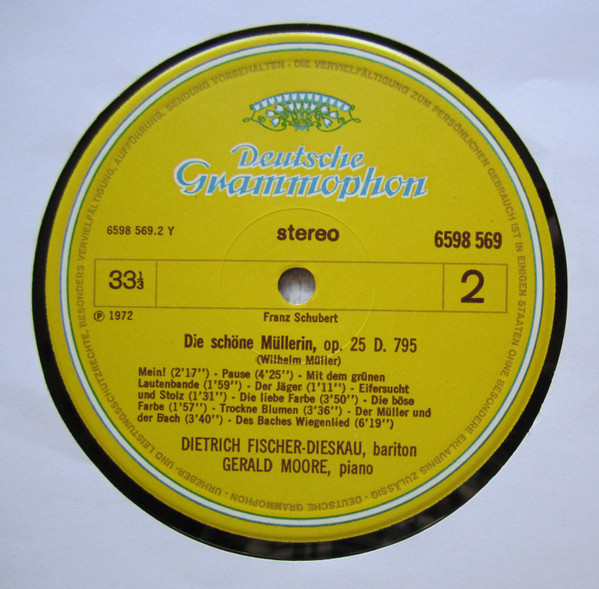 Deutsche
Grammophon
6598 569.2 Y
stereo
6598 569
33⅓
2
℗ 1972
Franz Schubert
Die schöne Müllerin, op. 25 D. 795
(Wilhelm Müller)
Mein! (2'17'') - Pause (4'25'') - Mit dem grünen
Lautenbande (1'59'') - Der Jäger (1'11'') - Eifersucht
und Stolz (1'31'') - Die liebe Farbe (3'50'') - Die böse
Farbe (1'57'') - Trockne Blumen (3'36'') - Der Müller und
der Bach (3'40'') - Des Baches Wiegenlied (6'19'')
DIETRICH FISCHER-DIESKAU, bariton
GERALD MOORE, piano
DEUTSCHE GRAMMOPHON - URHEBER- UND LEISTUNGSSCHUTZRECHTE, BESONDERS VERVIELFÄLTIGUNG, AUFFÜHRUNG, SENDUNG VORBEHALTEN - DIE VERVIELFÄLTIGUNG ZUM PERSÖNLICHEN GEBRAUCH IST IN EINIGEN STAATEN OHNE BESONDERE ERLAUBNIS ZULÄSSIG -